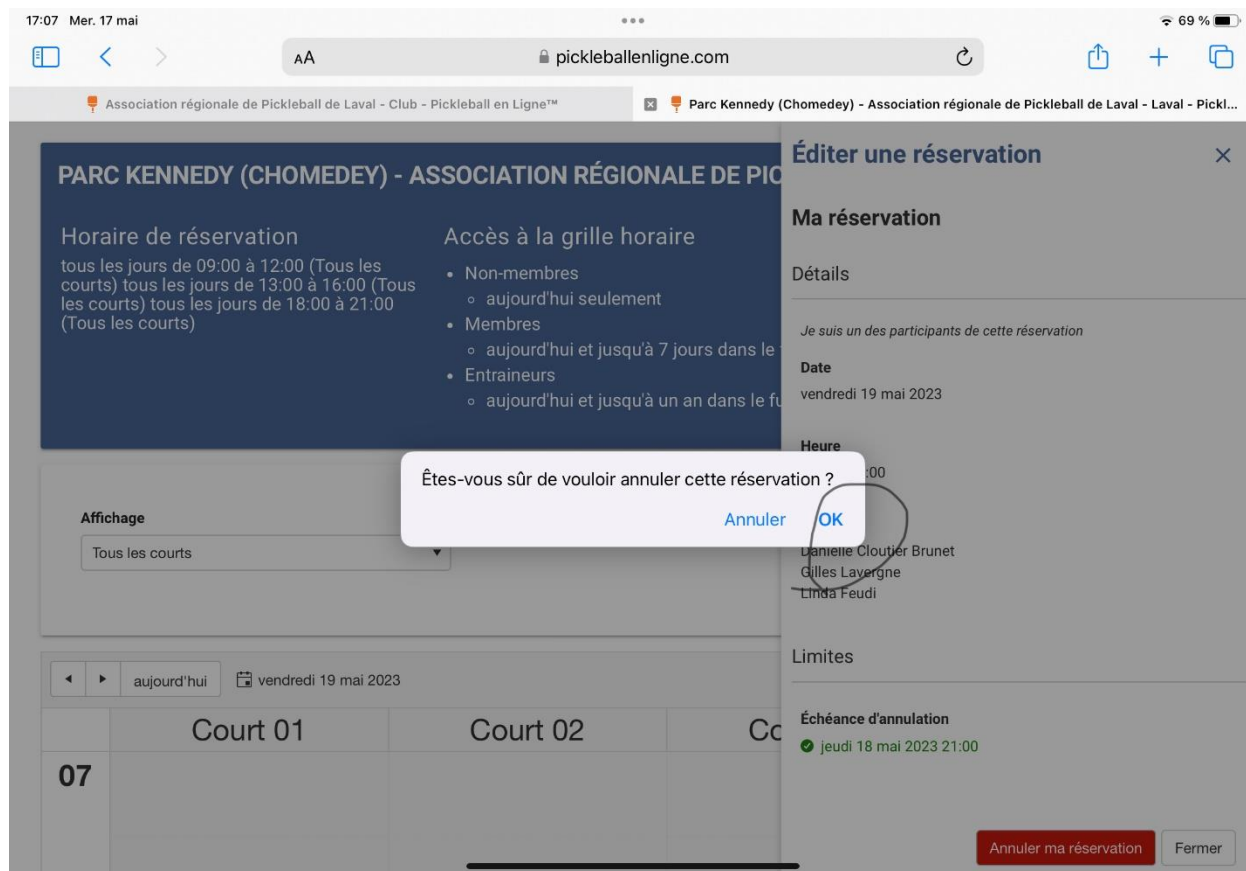 17:07 Mer. 17 mai
69 %
AA
pickleballenligne.com
Association régionale de Pickleball de Laval - Club - Pickleball en Ligne™
Parc Kennedy (Chomedey) - Association régionale de Pickleball de Laval - Laval - Pickl...
PARC KENNEDY (CHOMEDEY) - ASSOCIATION RÉGIONALE DE PIC
Horaire de réservation
tous les jours de 09:00 à 12:00 (Tous les
courts) tous les jours de 13:00 à 16:00 (Tous
les courts) tous les jours de 18:00 à 21:00
(Tous les courts)
Accès à la grille horaire
• Non-membres
◦ aujourd'hui seulement
• Membres
◦ aujourd'hui et jusqu'à 7 jours dans le
• Entraineurs
◦ aujourd'hui et jusqu'à un an dans le fu
Éditer une réservation
Ma réservation
Détails
Je suis un des participants de cette réservation
Date
vendredi 19 mai 2023
Heure
:00
Êtes-vous sûr de vouloir annuler cette réservation ?
Annuler OK
Danielle Cloutier Brunet
Gilles Lavergne
Linda Feudi
Affichage
Tous les courts
Limites
Échéance d'annulation
jeudi 18 mai 2023 21:00
aujourd'hui vendredi 19 mai 2023
Court 01 Court 02 Co
07
Annuler ma réservation Fermer